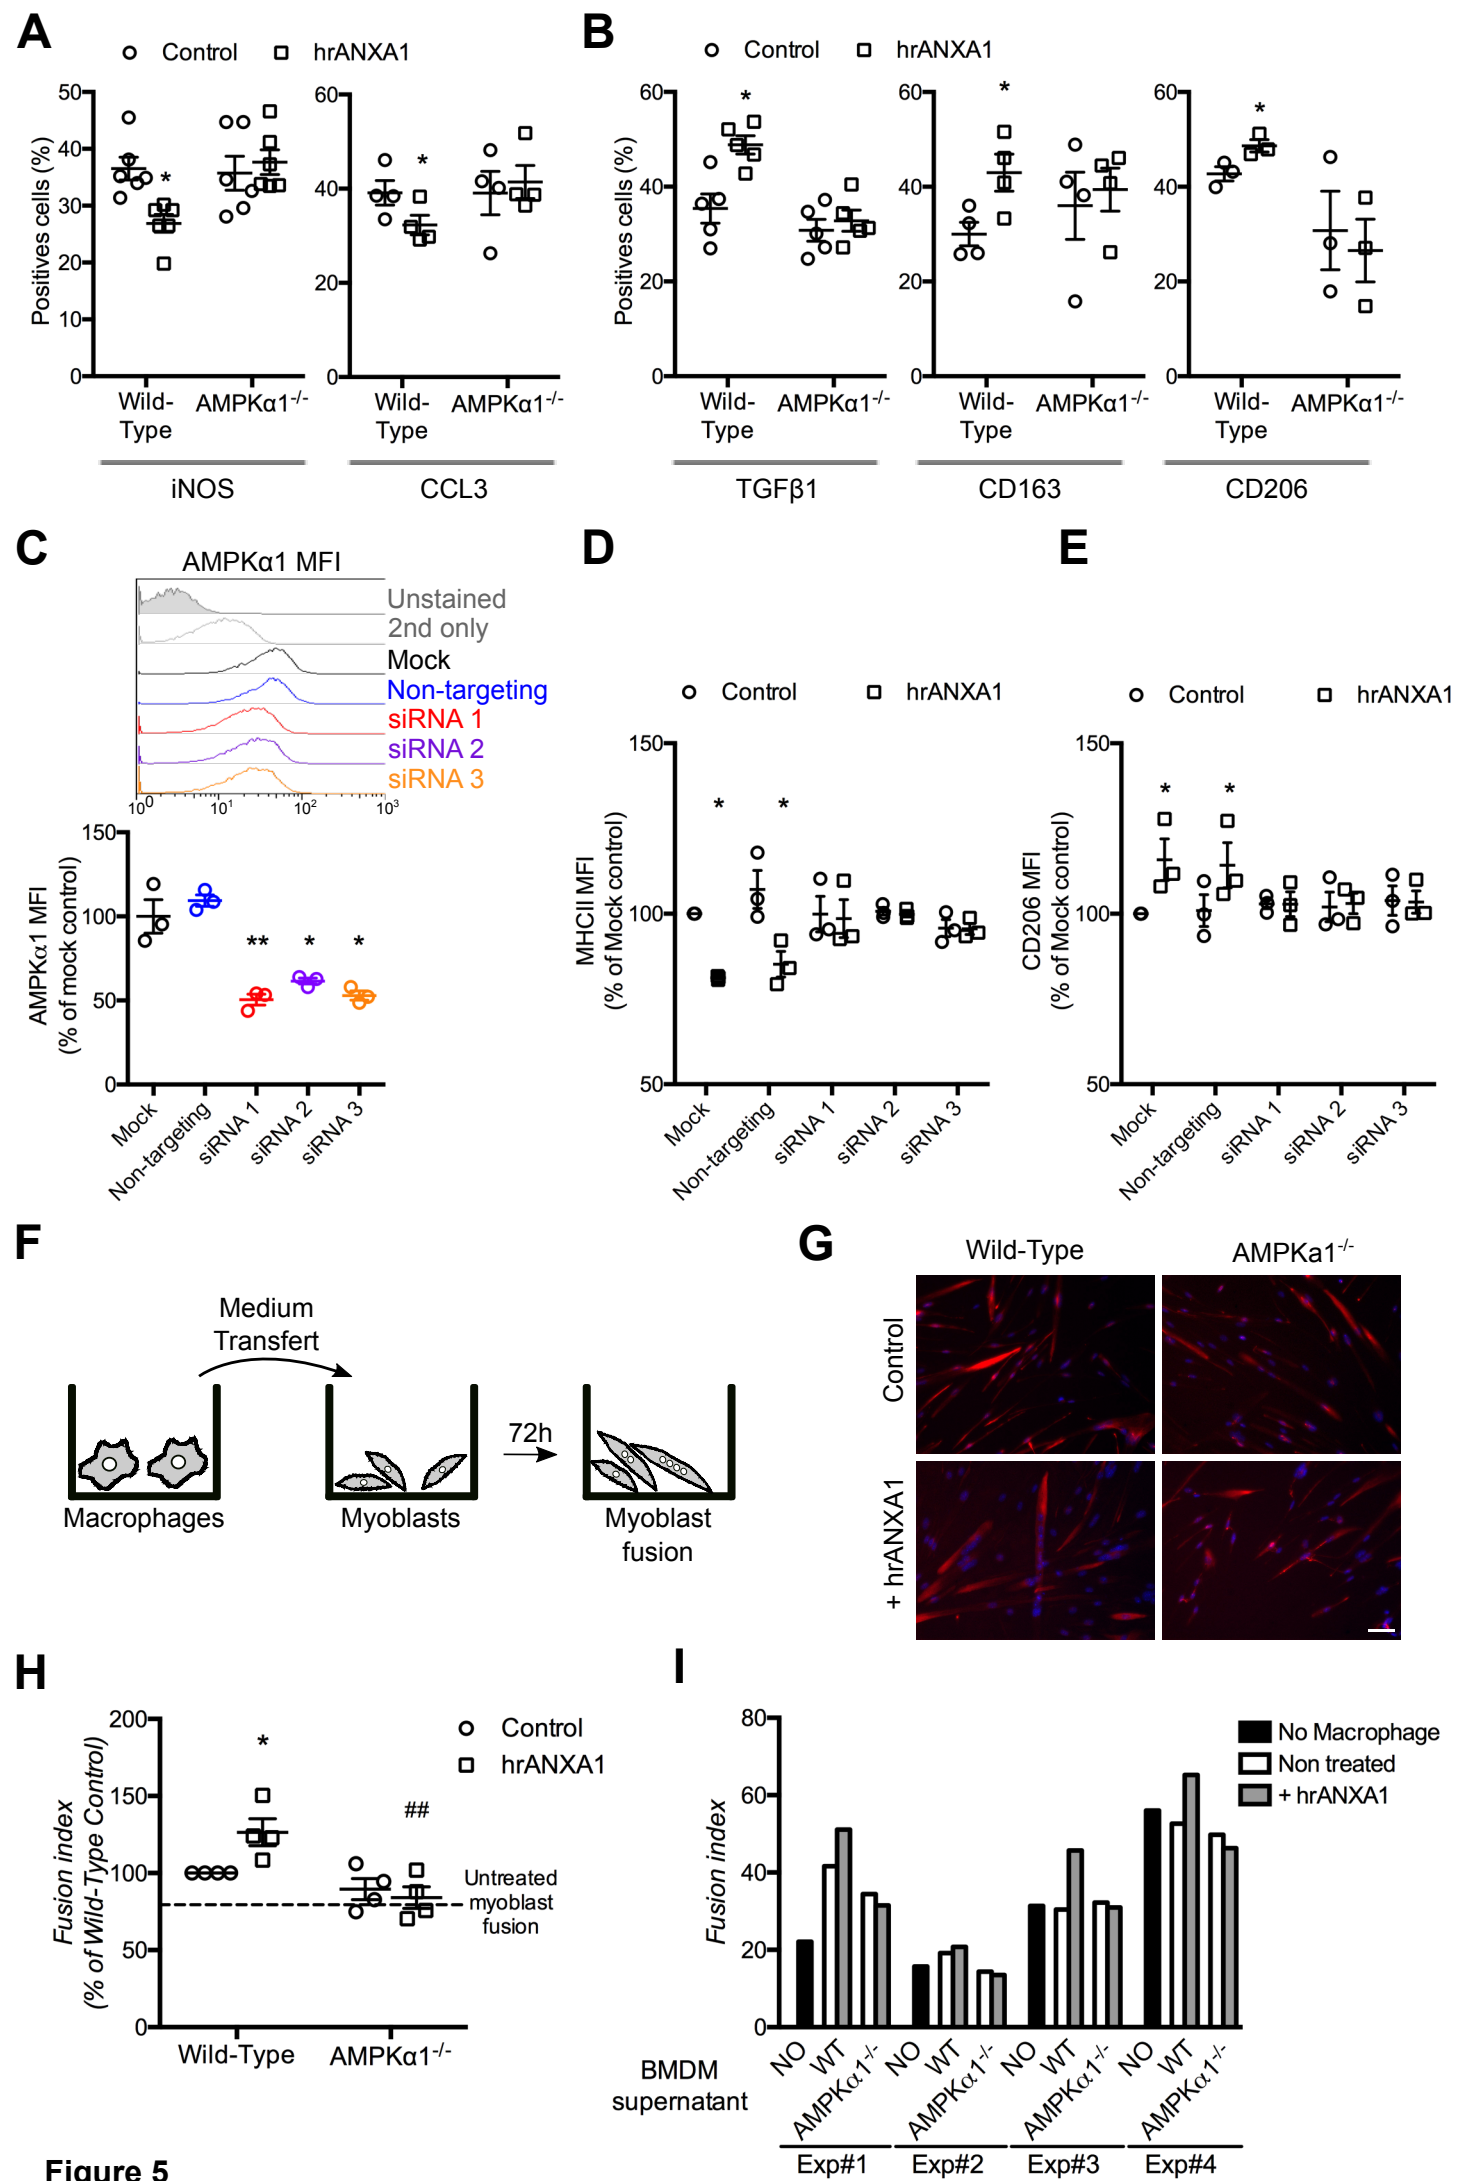 A
Control
hrANXA1
Positives cells (%)
50
40
30
20
10
0
*
Wild-
Type
AMPKα1-/-
iNOS
60
40
20
0
*
Wild-
Type
AMPKα1-/-
CCL3
B
Control
hrANXA1
Positives cells (%)
60
40
20
0
*
Wild-
Type
AMPKα1-/-
TGFβ1
60
40
20
0
*
Wild-
Type
AMPKα1-/-
CD163
60
40
20
0
*
Wild-
Type
AMPKα1-/-
CD206
C
AMPKα1 MFI
Unstained
2nd only
Mock
Non-targeting
siRNA 1
siRNA 2
siRNA 3
100 101 102 103
AMPKα1 MFI
(% of mock control)
150
100
50
0
** * *
Mock
Non-targeting
siRNA 1
siRNA 2
siRNA 3
D
Control
hrANXA1
MHCII MFI
(% of Mock control)
150
100
50
* *
Mock
Non-targeting
siRNA 1
siRNA 2
siRNA 3
E
Control
hrANXA1
CD206 MFI
(% of Mock control)
150
100
50
* *
Mock
Non-targeting
siRNA 1
siRNA 2
siRNA 3
F
Medium
Transfert
72h
Macrophages
Myoblasts
Myoblast
fusion
G
Wild-Type
AMPKa1-/-
Control
+ hrANXA1
H
Fusion index
(% of Wild-Type Control)
200
150
100
50
0
*
##
Control
hrANXA1
Untreated
myoblast
fusion
Wild-Type
AMPKα1-/-
I
Fusion index
80
60
40
20
0
No Macrophage
Non treated
+ hrANXA1
BMDM
supernatant
NO
WT
AMPKα1-/-
NO
WT
AMPKα1-/-
NO
WT
AMPKα1-/-
NO
WT
AMPKα1-/-
Exp#1
Exp#2
Exp#3
Exp#4
Figure 5